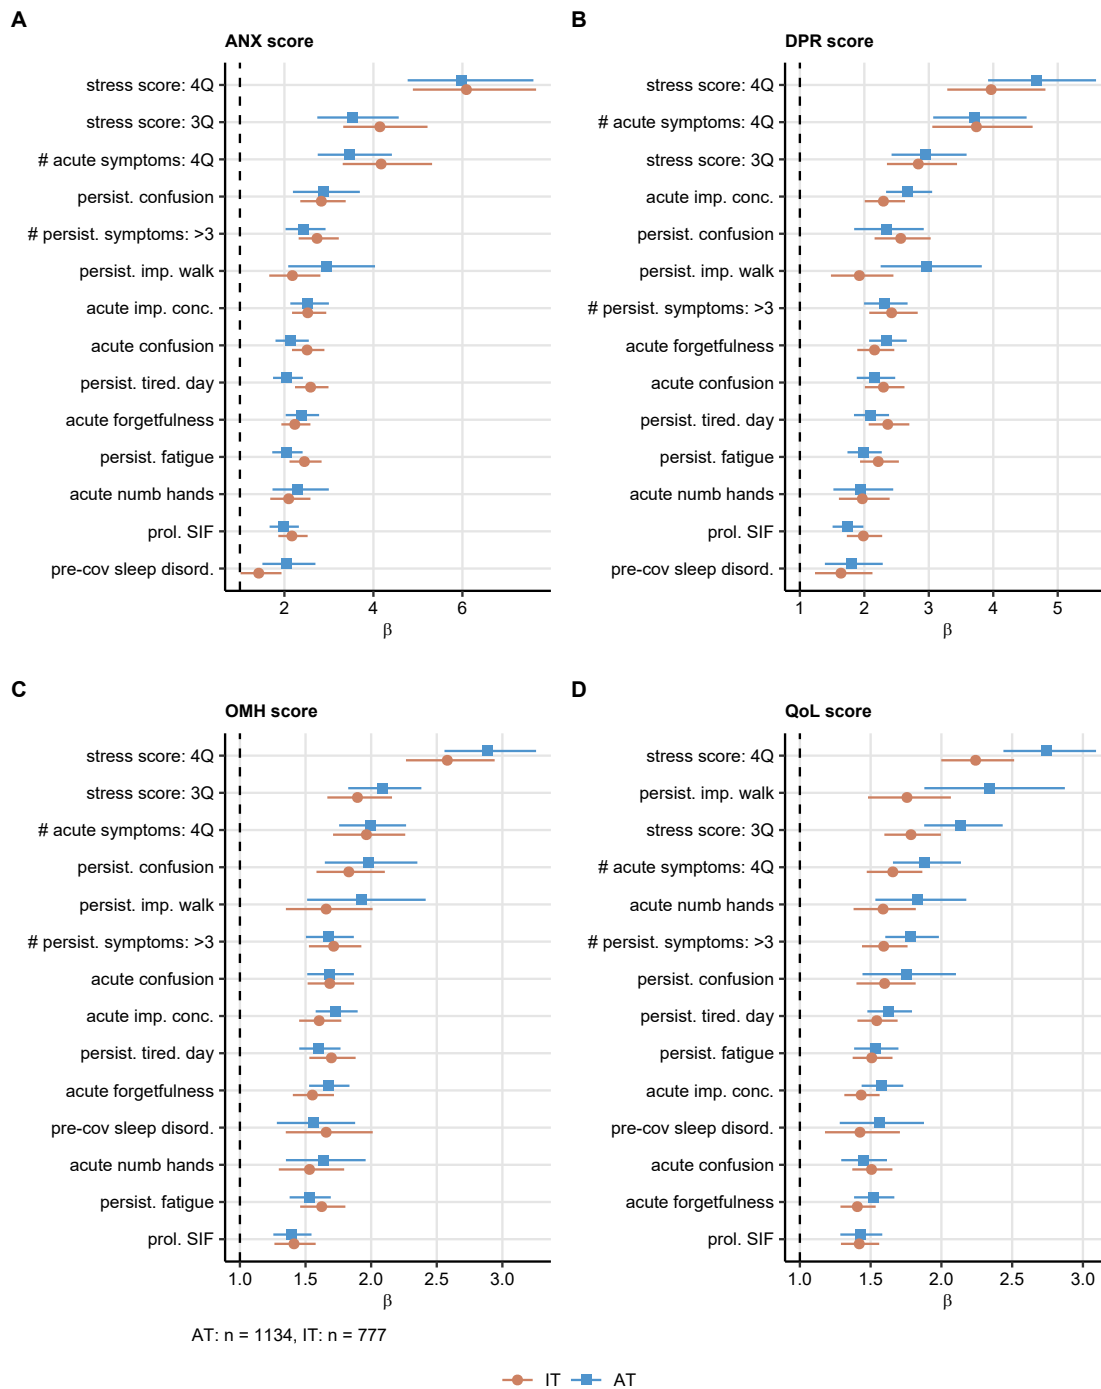 A
ANX score
stress score: 4Q
stress score: 3Q
# acute symptoms: 4Q
persist. confusion
# persist. symptoms: >3
persist. imp. walk
acute imp. conc.
acute confusion
persist. tired. day
acute forgetfulness
persist. fatigue
acute numb hands
prol. SIF
pre-cov sleep disord.
2 4 6
β
B
DPR score
stress score: 4Q
# acute symptoms: 4Q
stress score: 3Q
acute imp. conc.
persist. confusion
persist. imp. walk
# persist. symptoms: >3
acute forgetfulness
acute confusion
persist. tired. day
persist. fatigue
acute numb hands
prol. SIF
pre-cov sleep disord.
1 2 3 4 5
β
C
OMH score
stress score: 4Q
stress score: 3Q
# acute symptoms: 4Q
persist. confusion
persist. imp. walk
# persist. symptoms: >3
acute confusion
acute imp. conc.
persist. tired. day
acute forgetfulness
pre-cov sleep disord.
acute numb hands
persist. fatigue
prol. SIF
1.0 1.5 2.0 2.5 3.0
β
AT: n = 1134, IT: n = 777
D
QoL score
stress score: 4Q
persist. imp. walk
stress score: 3Q
# acute symptoms: 4Q
acute numb hands
# persist. symptoms: >3
persist. confusion
persist. tired. day
persist. fatigue
acute imp. conc.
pre-cov sleep disord.
acute confusion
acute forgetfulness
prol. SIF
1.0 1.5 2.0 2.5 3.0
β
IT AT